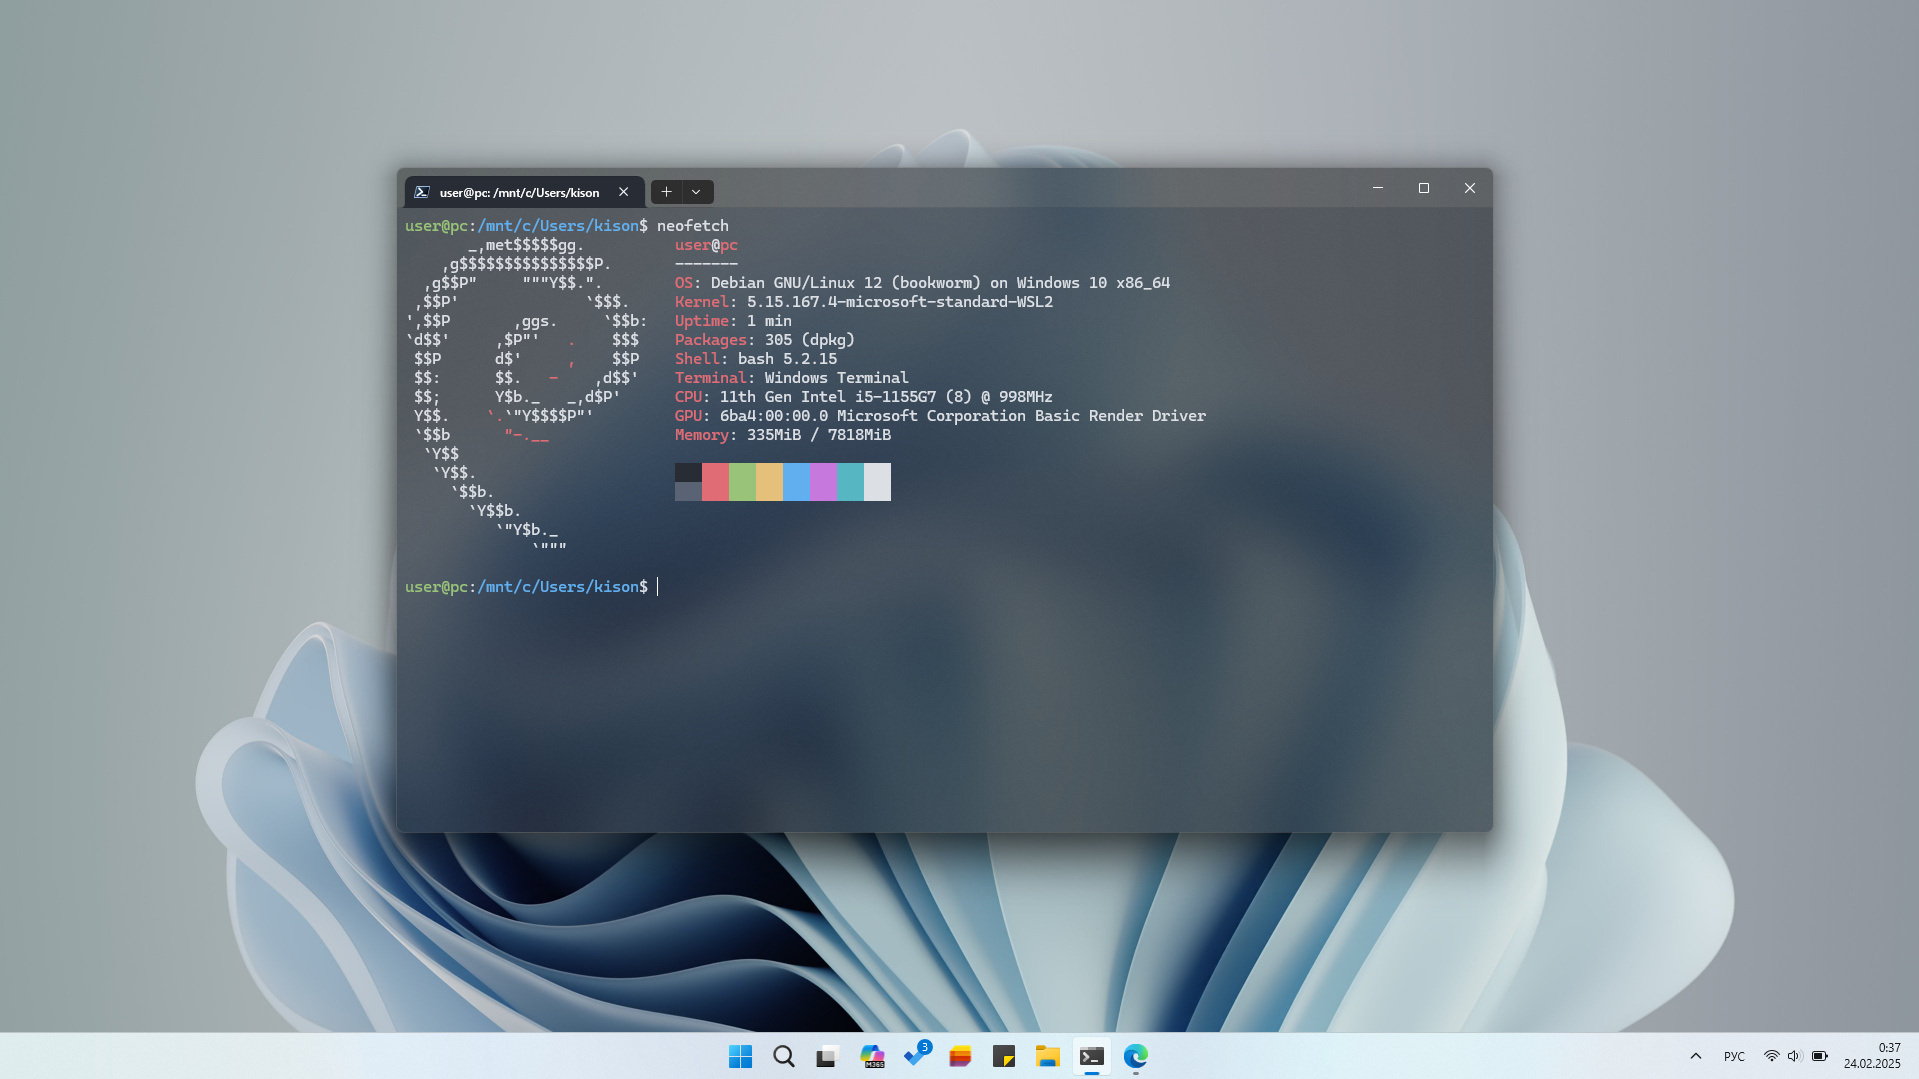 user@pc: /mnt/c/Users/kison
user@pc:/mnt/c/Users/kison$ neofetch
         _,met$$$$$gg.          user@pc
    ,g$$$$$$$$$$$$$$$P.       -------
  ,g$$P"     """Y$$.".        OS: Debian GNU/Linux 12 (bookworm) on Windows 10 x86_64
 ,$$P'              `$$$.     Kernel: 5.15.167.4-microsoft-standard-WSL2
',$$P       ,ggs.     `$$b:   Uptime: 1 min
`d$$'     ,$P"'   .    $$$    Packages: 305 (dpkg)
 $$P      d$'     ,    $$P    Shell: bash 5.2.15
 $$:      $$.   -    ,d$$'    Terminal: Windows Terminal
 $$;      Y$b._   _,d$P'      CPU: 11th Gen Intel i5-1155G7 (8) @ 998MHz
 Y$$.    `.`"Y$$$$P"'         GPU: 6ba4:00:00.0 Microsoft Corporation Basic Render Driver
 `$$b      "-.__              Memory: 335MiB / 7818MiB
  `Y$$
   `Y$$.
     `$$b.
       `Y$$b.
          `"Y$b._
              `"""
user@pc:/mnt/c/Users/kison$
M365
3
РУС
0:37
24.02.2025